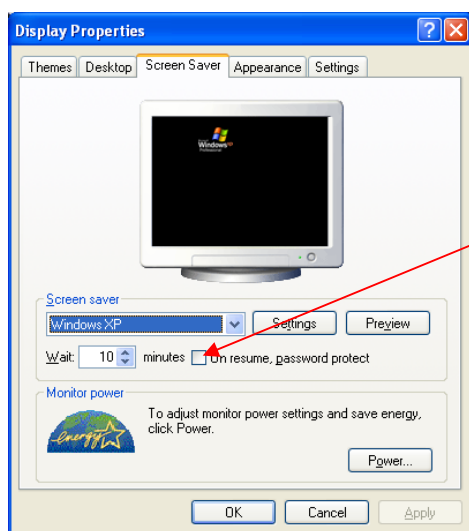 Display Properties
Themes Desktop Screen Saver Appearance Settings
Windows xp
Professional
Screen saver
Windows XP Settings Preview
Wait: 10 minutes On resume, password protect
Monitor power
energy
To adjust monitor power settings and save energy,
click Power.
Power...
OK Cancel Apply